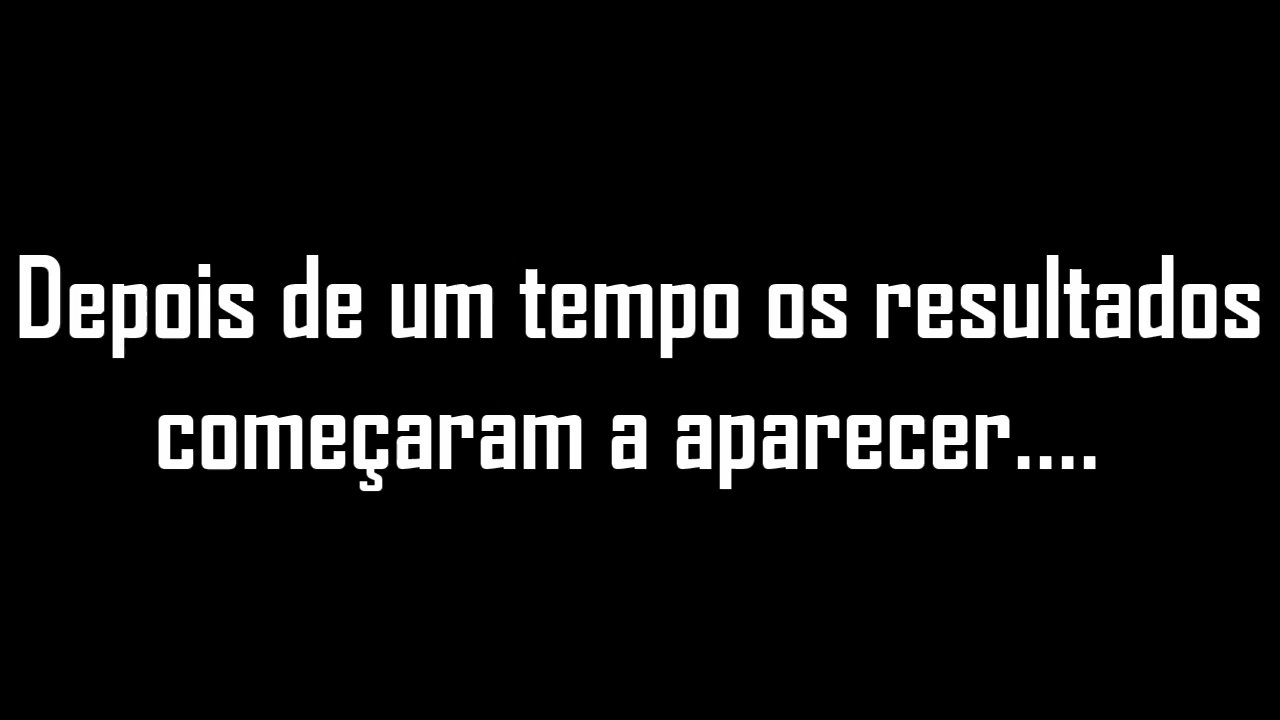 Depois de um tempo os resultados
começaram a aparecer....